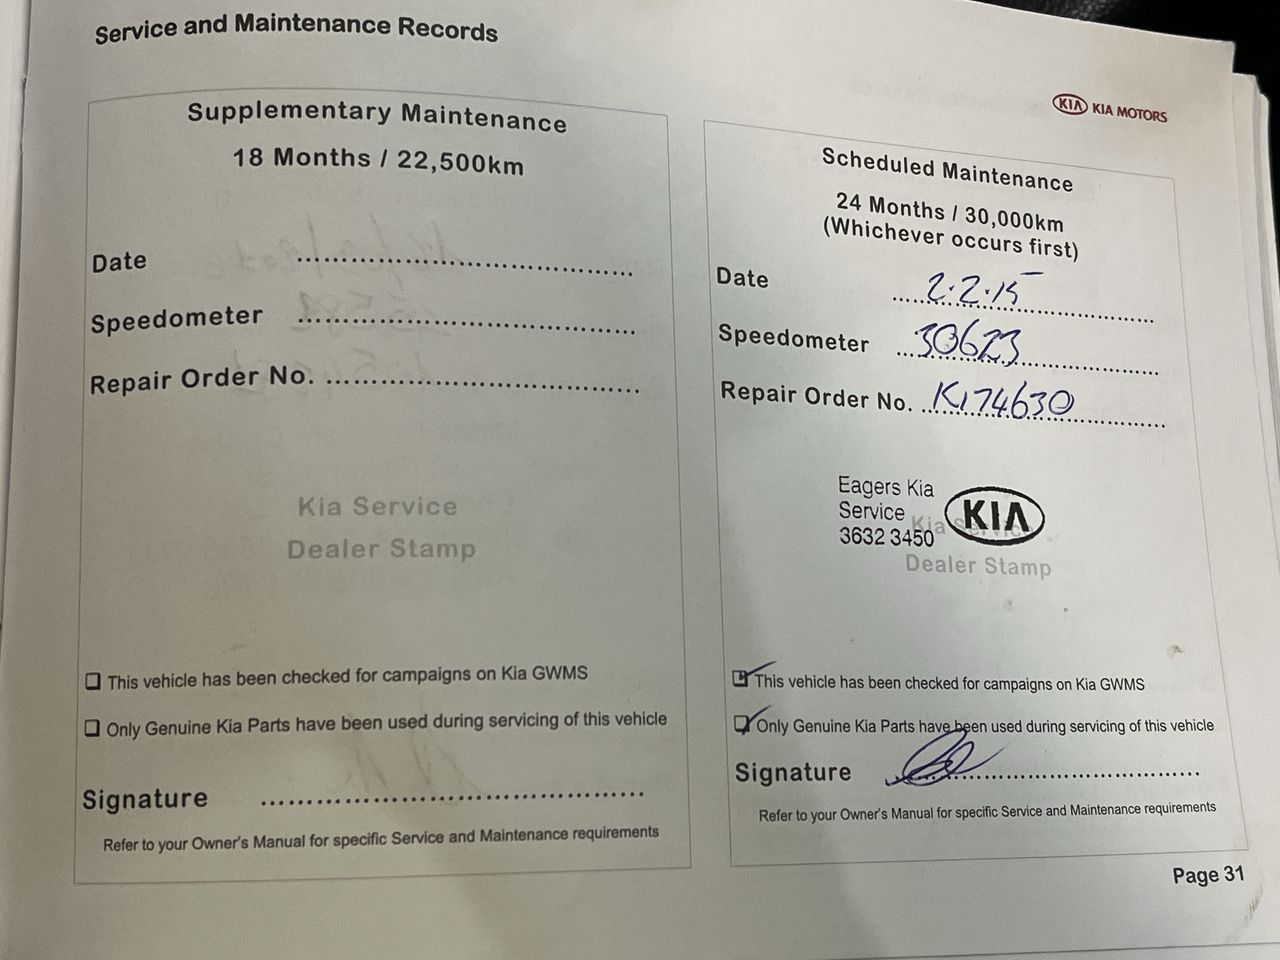 Service and Maintenance Records
KIA KIA MOTORS
Supplementary Maintenance
18 Months / 22,500km
Date ..........................................
Speedometer ..........................................
Repair Order No. .......................................
Kia Service
Dealer Stamp
❑ This vehicle has been checked for campaigns on Kia GWMS
❑ Only Genuine Kia Parts have been used during servicing of this vehicle
Signature ..........................................
Refer to your Owner's Manual for specific Service and Maintenance requirements
Scheduled Maintenance
24 Months / 30,000km
(Whichever occurs first)
Date 2.2.15
Speedometer 30623
Repair Order No. K174630
Eagers Kia
Service
3632 3450
KIA
Kia Service
Dealer Stamp
This vehicle has been checked for campaigns on Kia GWMS
Only Genuine Kia Parts have been used during servicing of this vehicle
Signature
Refer to your Owner's Manual for specific Service and Maintenance requirements
Page 31